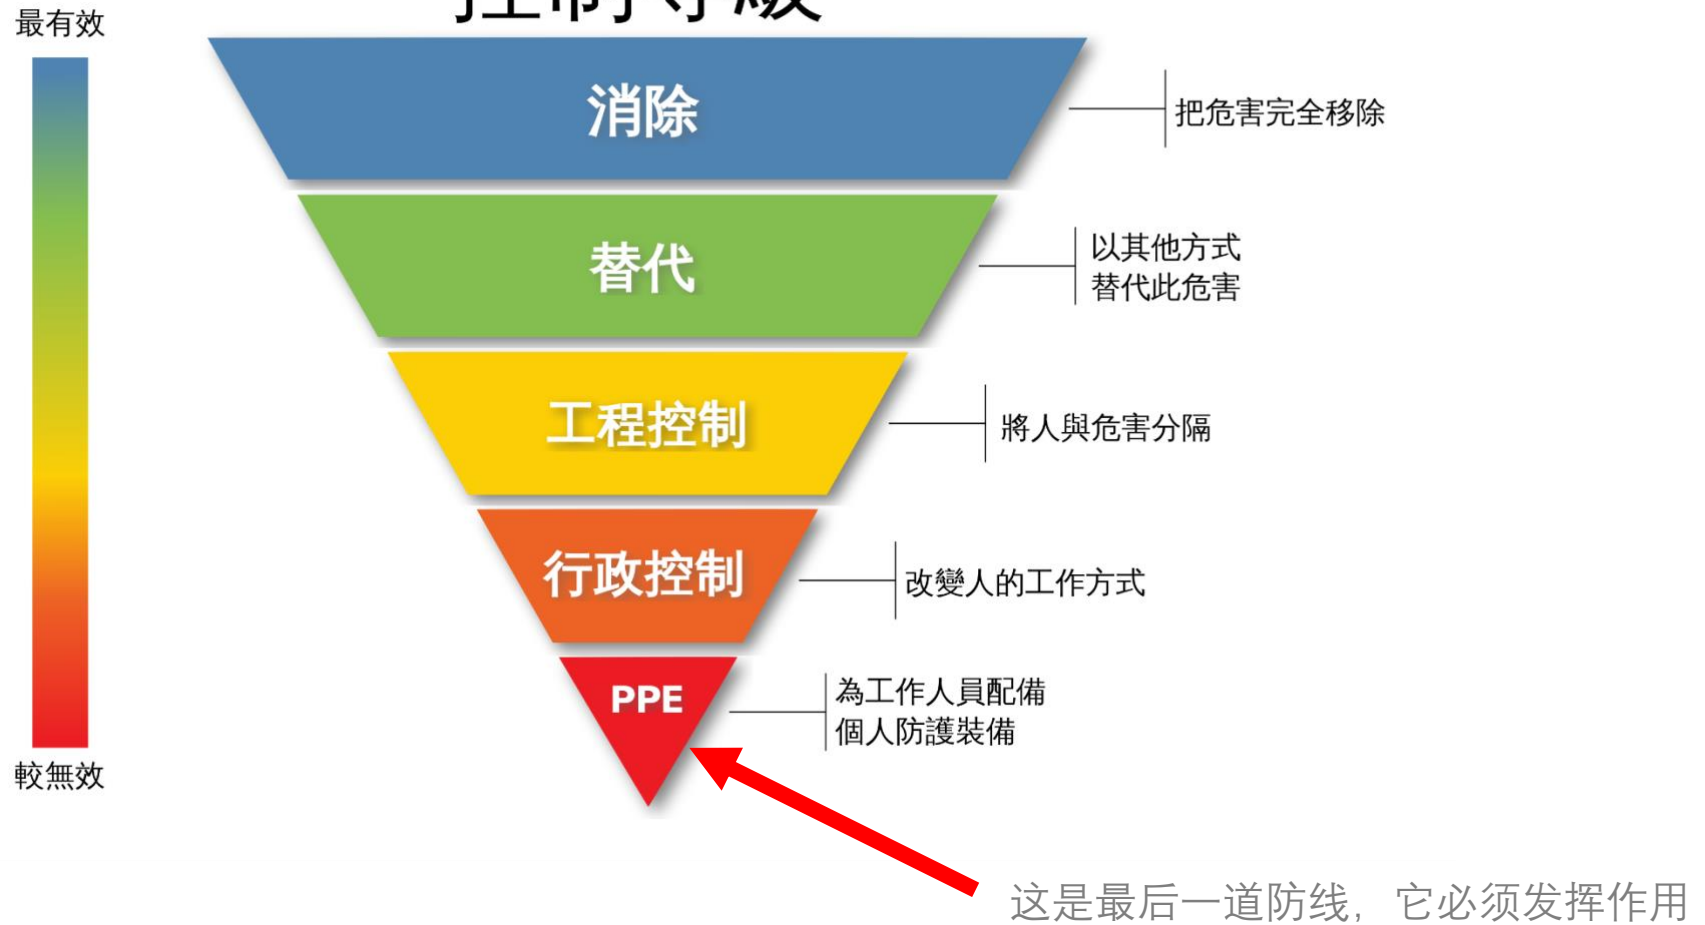 控制等級
最有效
消除
把危害完全移除
替代
以其他方式
替代此危害
工程控制
將人與危害分隔
行政控制
改變人的工作方式
PPE
為工作人員配備
個人防護裝備
較無效
这是最后一道防线，它必须发挥作用